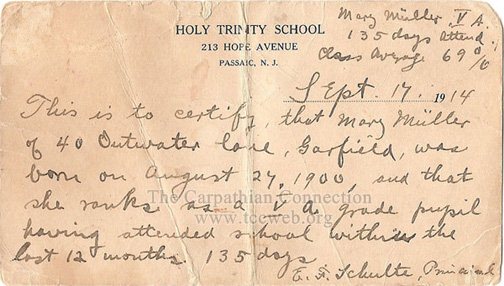 HOLY TRINITY SCHOOL
213 HOPE AVENUE
PASSAIC, N. J.
Mary Müller V A.
135 days Attend.
Class Average 69%
Sept. 17, 1914
This is to certify, that Mary Müller
of 40 Outwater Lane, Garfield, was
born on August 27, 1900, and that
she ranks as a grade pupil
having attended school within the
last 12 months 135 days
E. F. Schulte, Principal
The Carpathian Connection
www.tccweb.org